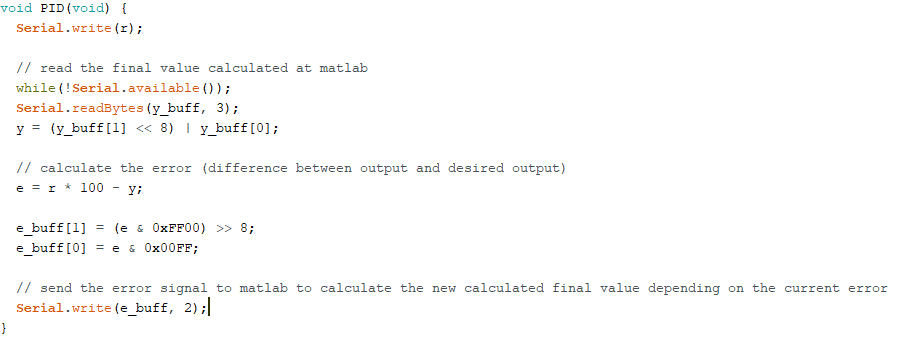 void PID(void) {
Serial.write(r);
// read the final value calculated at matlab
while(!Serial.available());
Serial.readBytes(y_buff, 3);
y = (y_buff[1] << 8) | y_buff[0];
// calculate the error (difference between output and desired output)
e = r * 100 - y;
e_buff[1] = (e & 0xFF00) >> 8;
e_buff[0] = e & 0x00FF;
// send the error signal to matlab to calculate the new calculated final value depending on the current error
Serial.write(e_buff, 2);
}